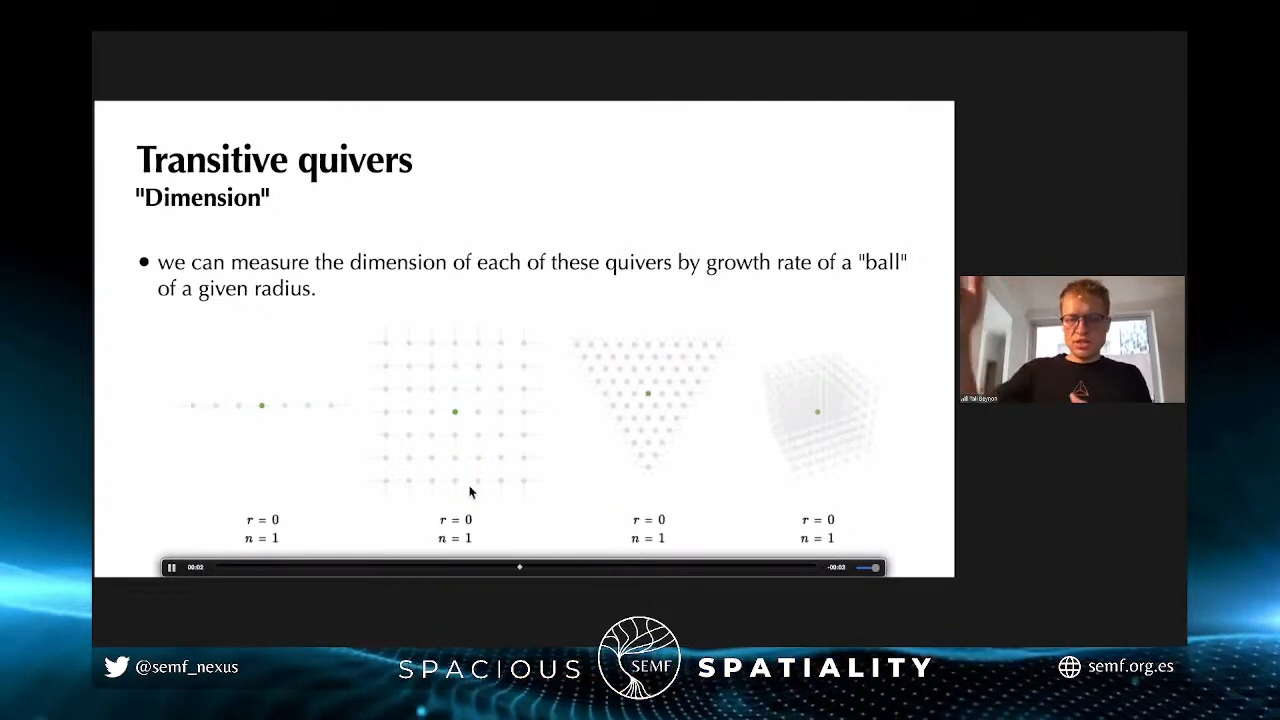 Transitive quivers
"Dimension"
• we can measure the dimension of each of these quivers by growth rate of a "ball"
of a given radius.
r = 0 r = 0 r = 0 r = 0
n = 1 n = 1 n = 1 n = 1
00:02 -00:03
@semf_nexus SPACIOUS SEMF SPATIALITY semf.org.es